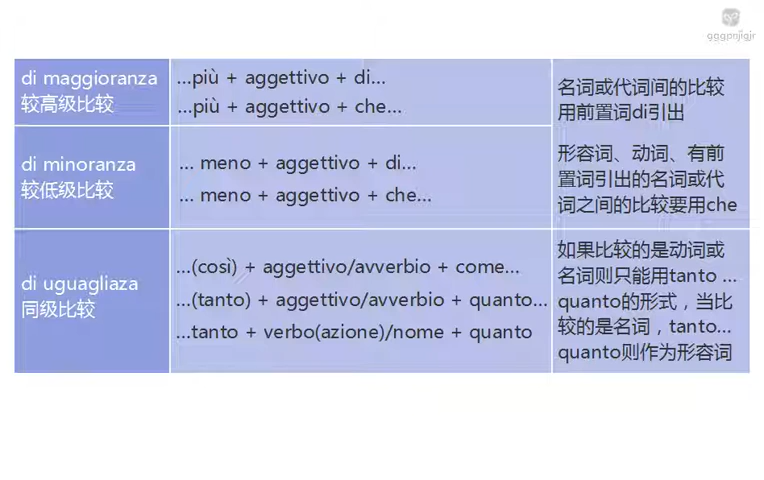 gggpnjigjr
di maggioranza
较高级比较
...più + aggettivo + di...
...più + aggettivo + che...
名词或代词间的比较
用前置词di引出
di minoranza
较低级比较
... meno + aggettivo + di...
... meno + aggettivo + che...
形容词、动词、有前
置词引出的名词或代
词之间的比较要用che
di uguagliaza
同级比较
...(così) + aggettivo/avverbio + come...
...(tanto) + aggettivo/avverbio + quanto...
...tanto + verbo(azione)/nome + quanto
如果比较的是动词或
名词则只能用tanto ...
quanto的形式，当比
较的是名词，tanto...
quanto则作为形容词